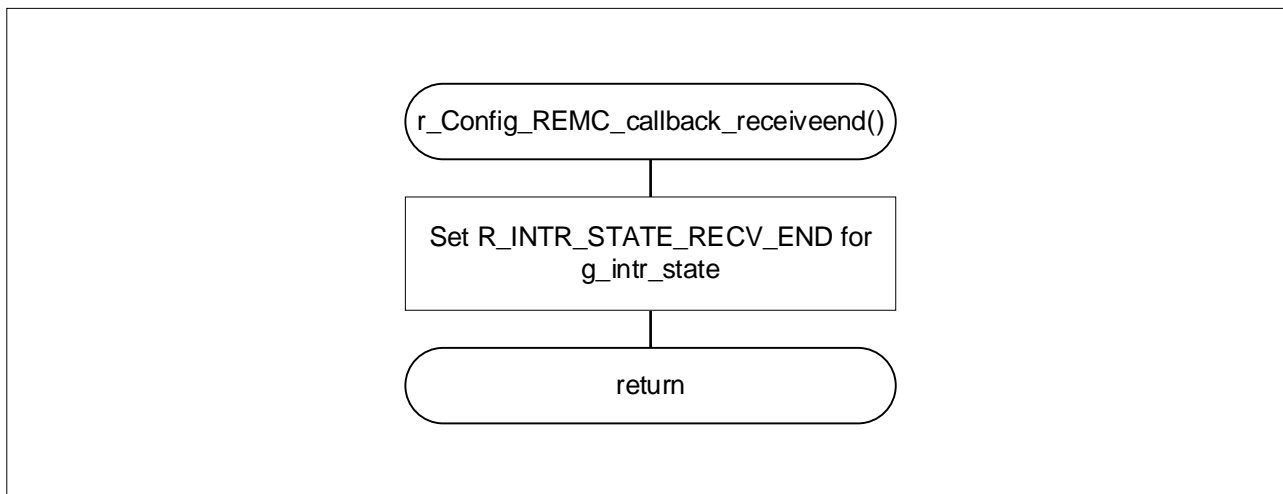 r_Config_REMC_callback_receiveend()
Set R_INTR_STATE_RECV_END for
g_intr_state
return